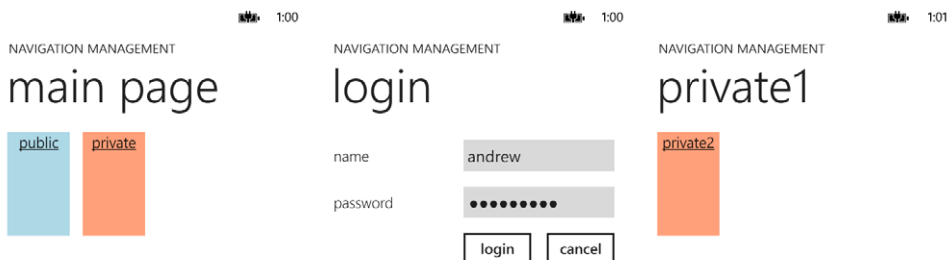 1:00
NAVIGATION MANAGEMENT
main page
public private
1:00
NAVIGATION MANAGEMENT
login
name andrew
password ●●●●●●●●●
login cancel
1:01
NAVIGATION MANAGEMENT
private1
private2